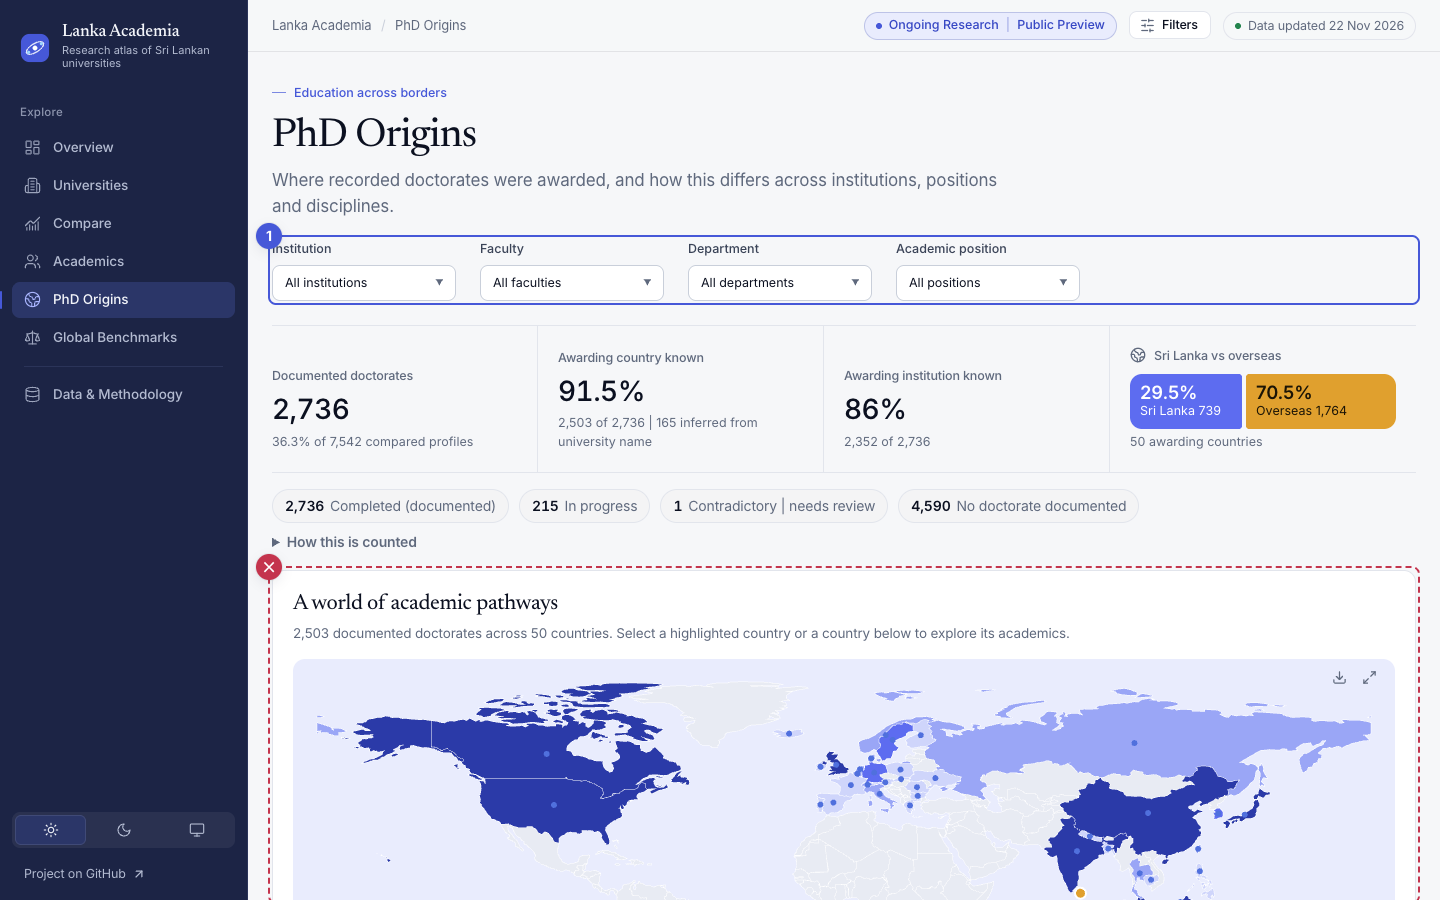 Lanka Academia
Research atlas of Sri Lankan
universities
Explore
Overview
Universities
Compare
Academics
PhD Origins
Global Benchmarks
Data & Methodology
Project on GitHub
Lanka Academia / PhD Origins
Ongoing Research | Public Preview
Filters
Data updated 22 Nov 2026
Education across borders
PhD Origins
Where recorded doctorates were awarded, and how this differs across institutions, positions
and disciplines.
1
Institution
Faculty
Department
Academic position
All institutions
All faculties
All departments
All positions
Documented doctorates
2,736
36.3% of 7,542 compared profiles
Awarding country known
91.5%
2,503 of 2,736 | 165 inferred from
university name
Awarding institution known
86%
2,352 of 2,736
Sri Lanka vs overseas
29.5%
Sri Lanka 739
70.5%
Overseas 1,764
50 awarding countries
2,736 Completed (documented)
215 In progress
1 Contradictory | needs review
4,590 No doctorate documented
How this is counted
A world of academic pathways
2,503 documented doctorates across 50 countries. Select a highlighted country or a country below to explore its academics.